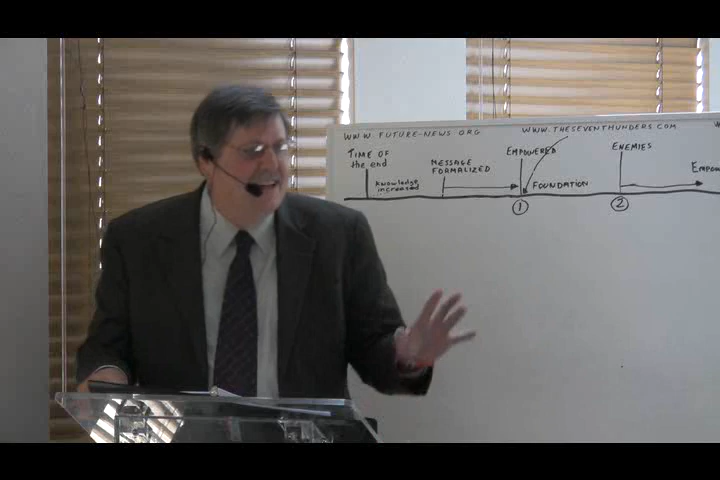 WWW. FUTURE-NEWS.ORG
WWW.THESEVENTHUNDERS.COM
W
TIME OF
the end
Knowledge
increased
MESSAGE
FORMALIZED
EMPOWERED
FOUNDATION
ENEMIES
EMPOW
1
2